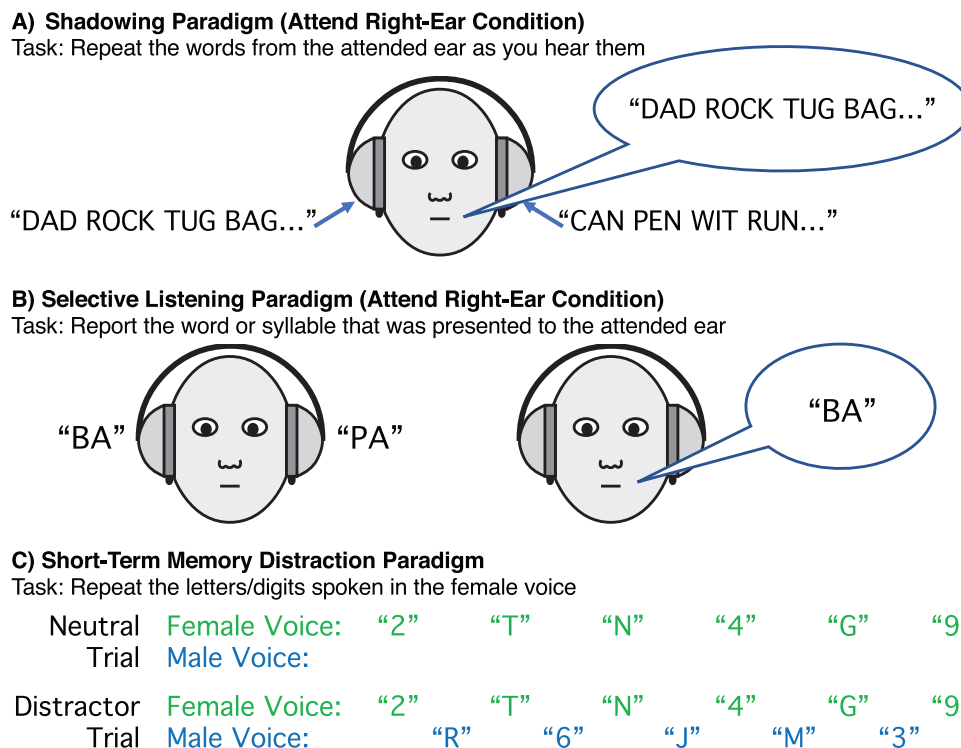 A) Shadowing Paradigm (Attend Right-Ear Condition)
Task: Repeat the words from the attended ear as you hear them
“DAD ROCK TUG BAG...”
“DAD ROCK TUG BAG...” “CAN PEN WIT RUN...”
B) Selective Listening Paradigm (Attend Right-Ear Condition)
Task: Report the word or syllable that was presented to the attended ear
“BA” “PA” “BA”
C) Short-Term Memory Distraction Paradigm
Task: Repeat the letters/digits spoken in the female voice
Neutral Female Voice: “2” “T” “N” “4” “G” “9
Trial Male Voice:
Distractor Female Voice: “2” “T” “N” “4” “G” “9
Trial Male Voice: “R” “6” “J” “M” “3”